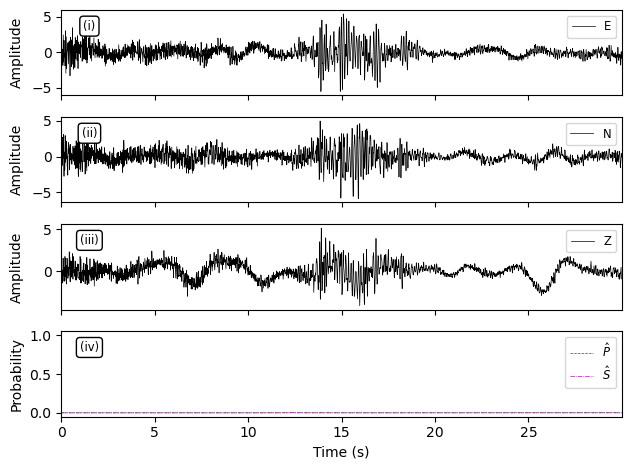 (i)
E
Amplitude
5
0
−5
(ii)
N
Amplitude
5
0
−5
(iii)
Z
Amplitude
5
0
(iv)
P̂
Ŝ
Probability
1.0
0.5
0.0
0 5 10 15 20 25
Time (s)